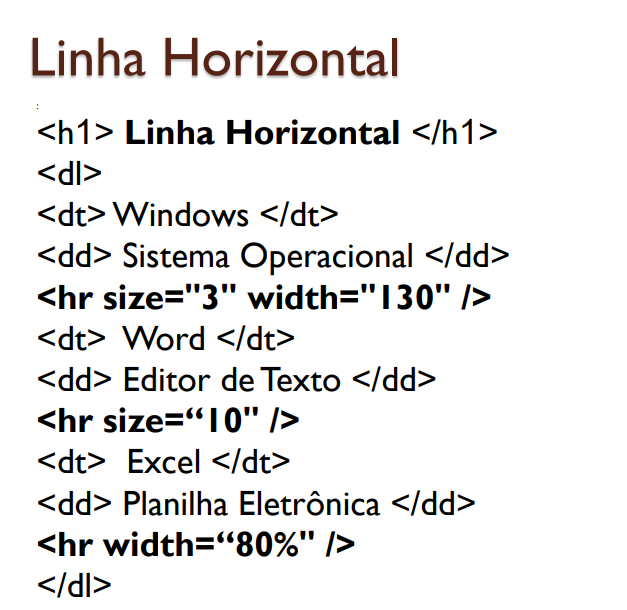 Linha Horizontal
:
<h1> Linha Horizontal </h1>
<dl>
<dt> Windows </dt>
<dd> Sistema Operacional </dd>
<hr size="3" width="130" />
<dt>  Word </dt>
<dd> Editor de Texto </dd>
<hr size=“10" />
<dt>  Excel </dt>
<dd> Planilha Eletrônica </dd>
<hr width=“80%" />
</dl>